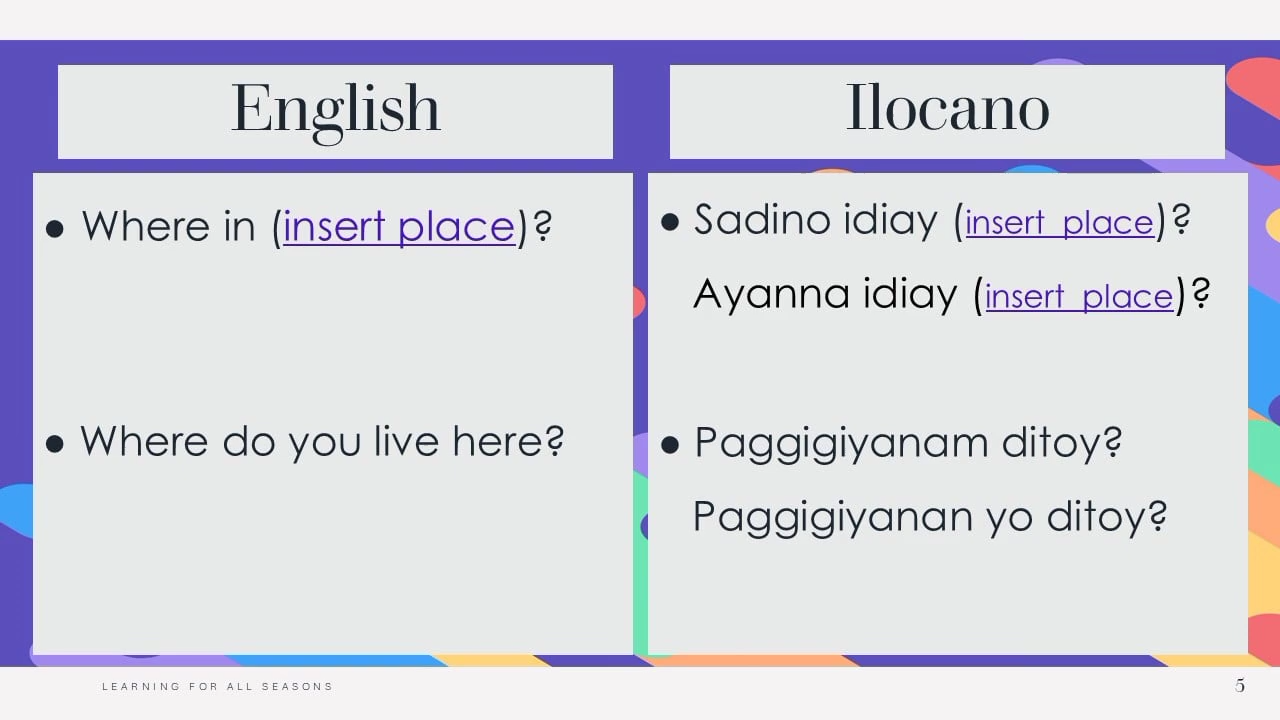 English
● Where in (insert place)?
● Where do you live here?
Ilocano
● Sadino idiay (insert place)?
Ayanna idiay (insert place)?
● Paggigiyanam ditoy?
Paggigiyanan yo ditoy?
LEARNING FOR ALL SEASONS
5